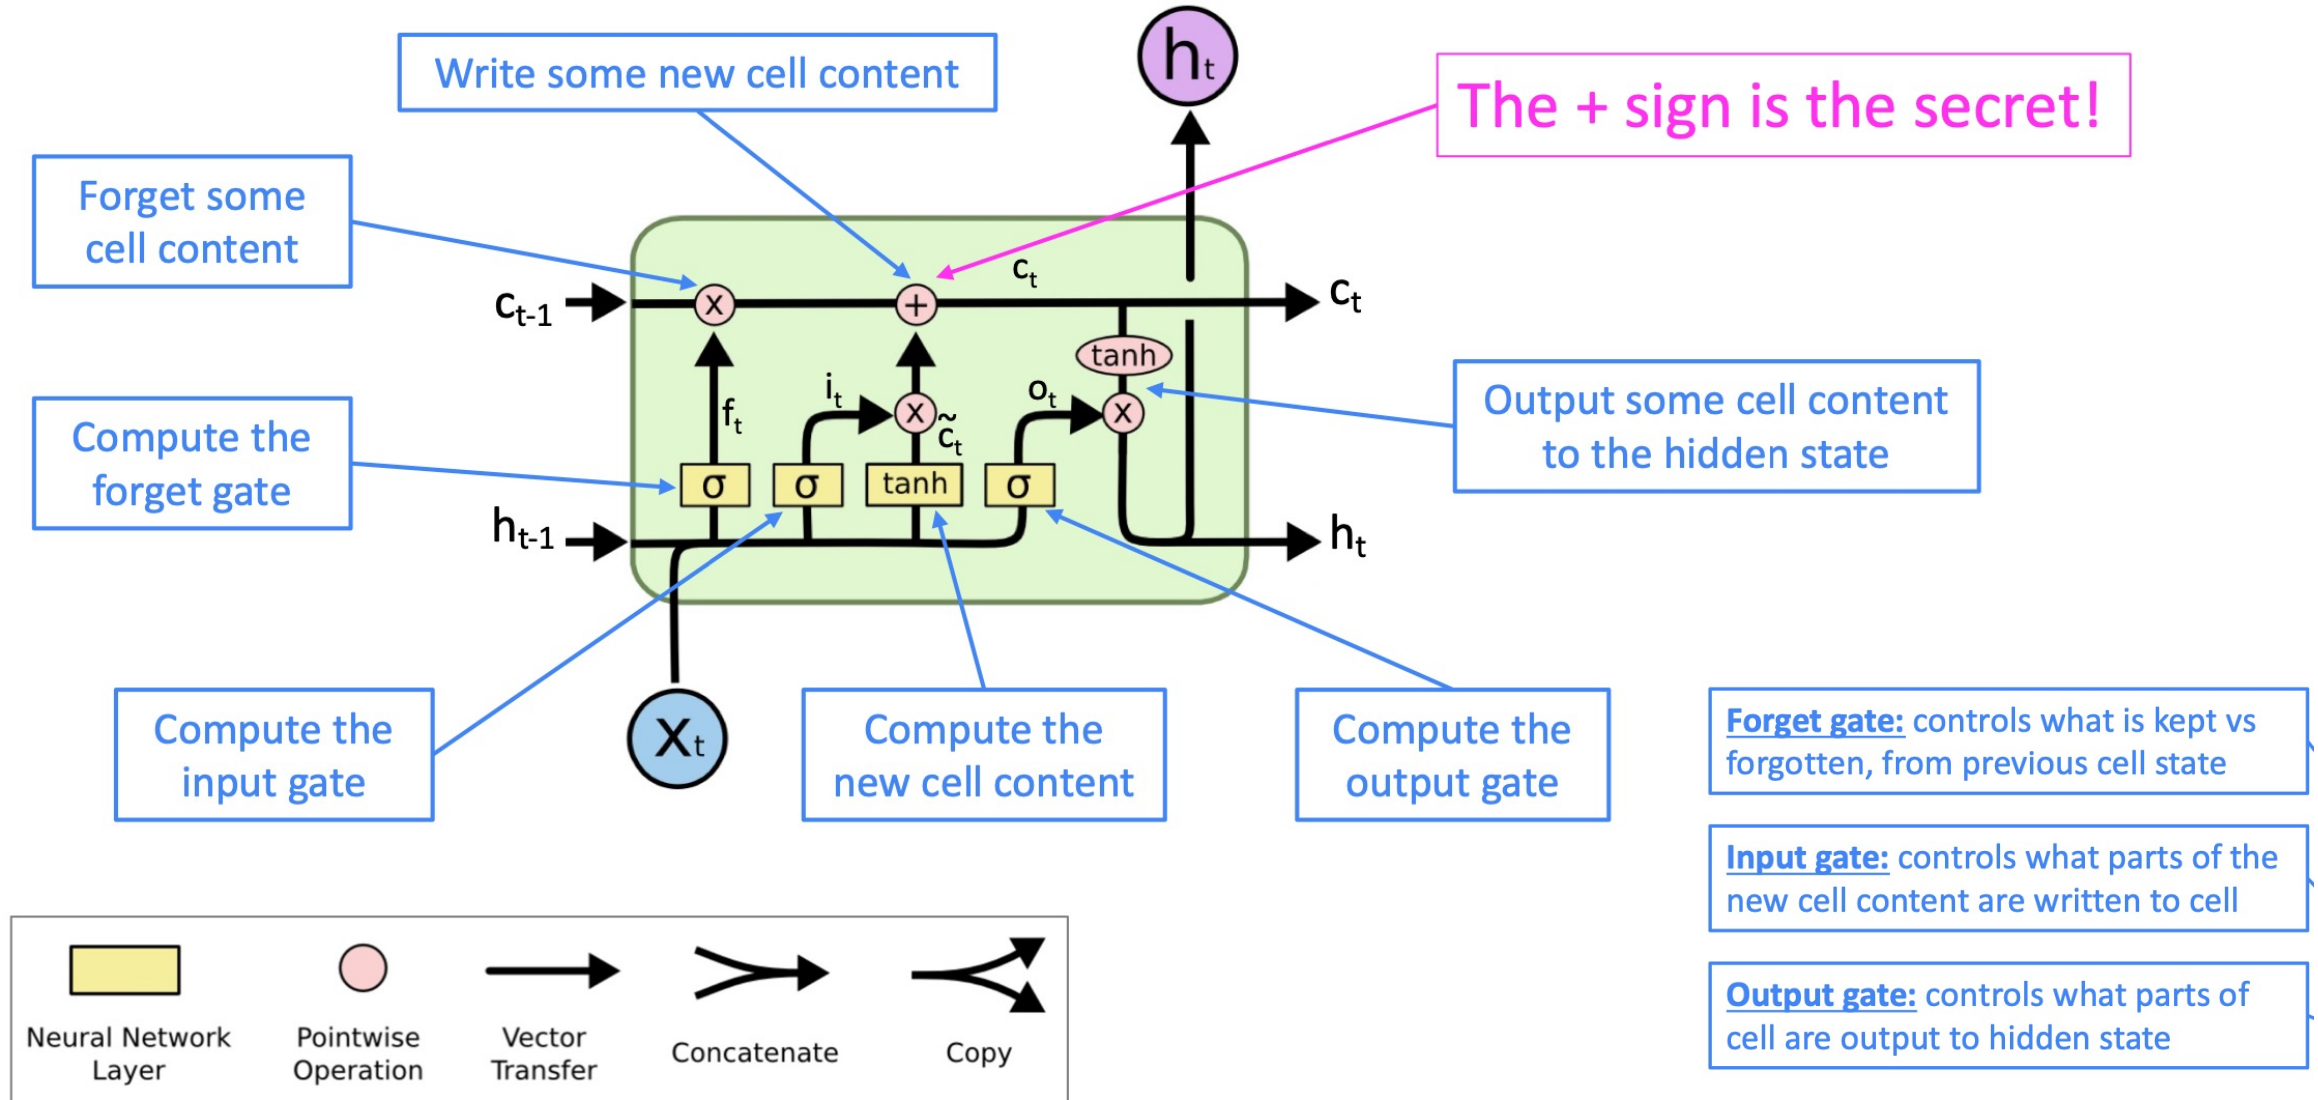 Write some new cell content
hₜ
The + sign is the secret!
Forget some
cell content
cₜ
cₜ₋₁
x
+
cₜ
tanh
iₜ
oₜ
fₜ
x
c̃ₜ
x
Output some cell content
to the hidden state
Compute the
forget gate
σ
σ
tanh
σ
hₜ₋₁
hₜ
Xₜ
Compute the
input gate
Compute the
new cell content
Compute the
output gate
Forget gate: controls what is kept vs
forgotten, from previous cell state
Input gate: controls what parts of the
new cell content are written to cell
Output gate: controls what parts of
cell are output to hidden state
Neural Network
Layer
Pointwise
Operation
Vector
Transfer
Concatenate
Copy